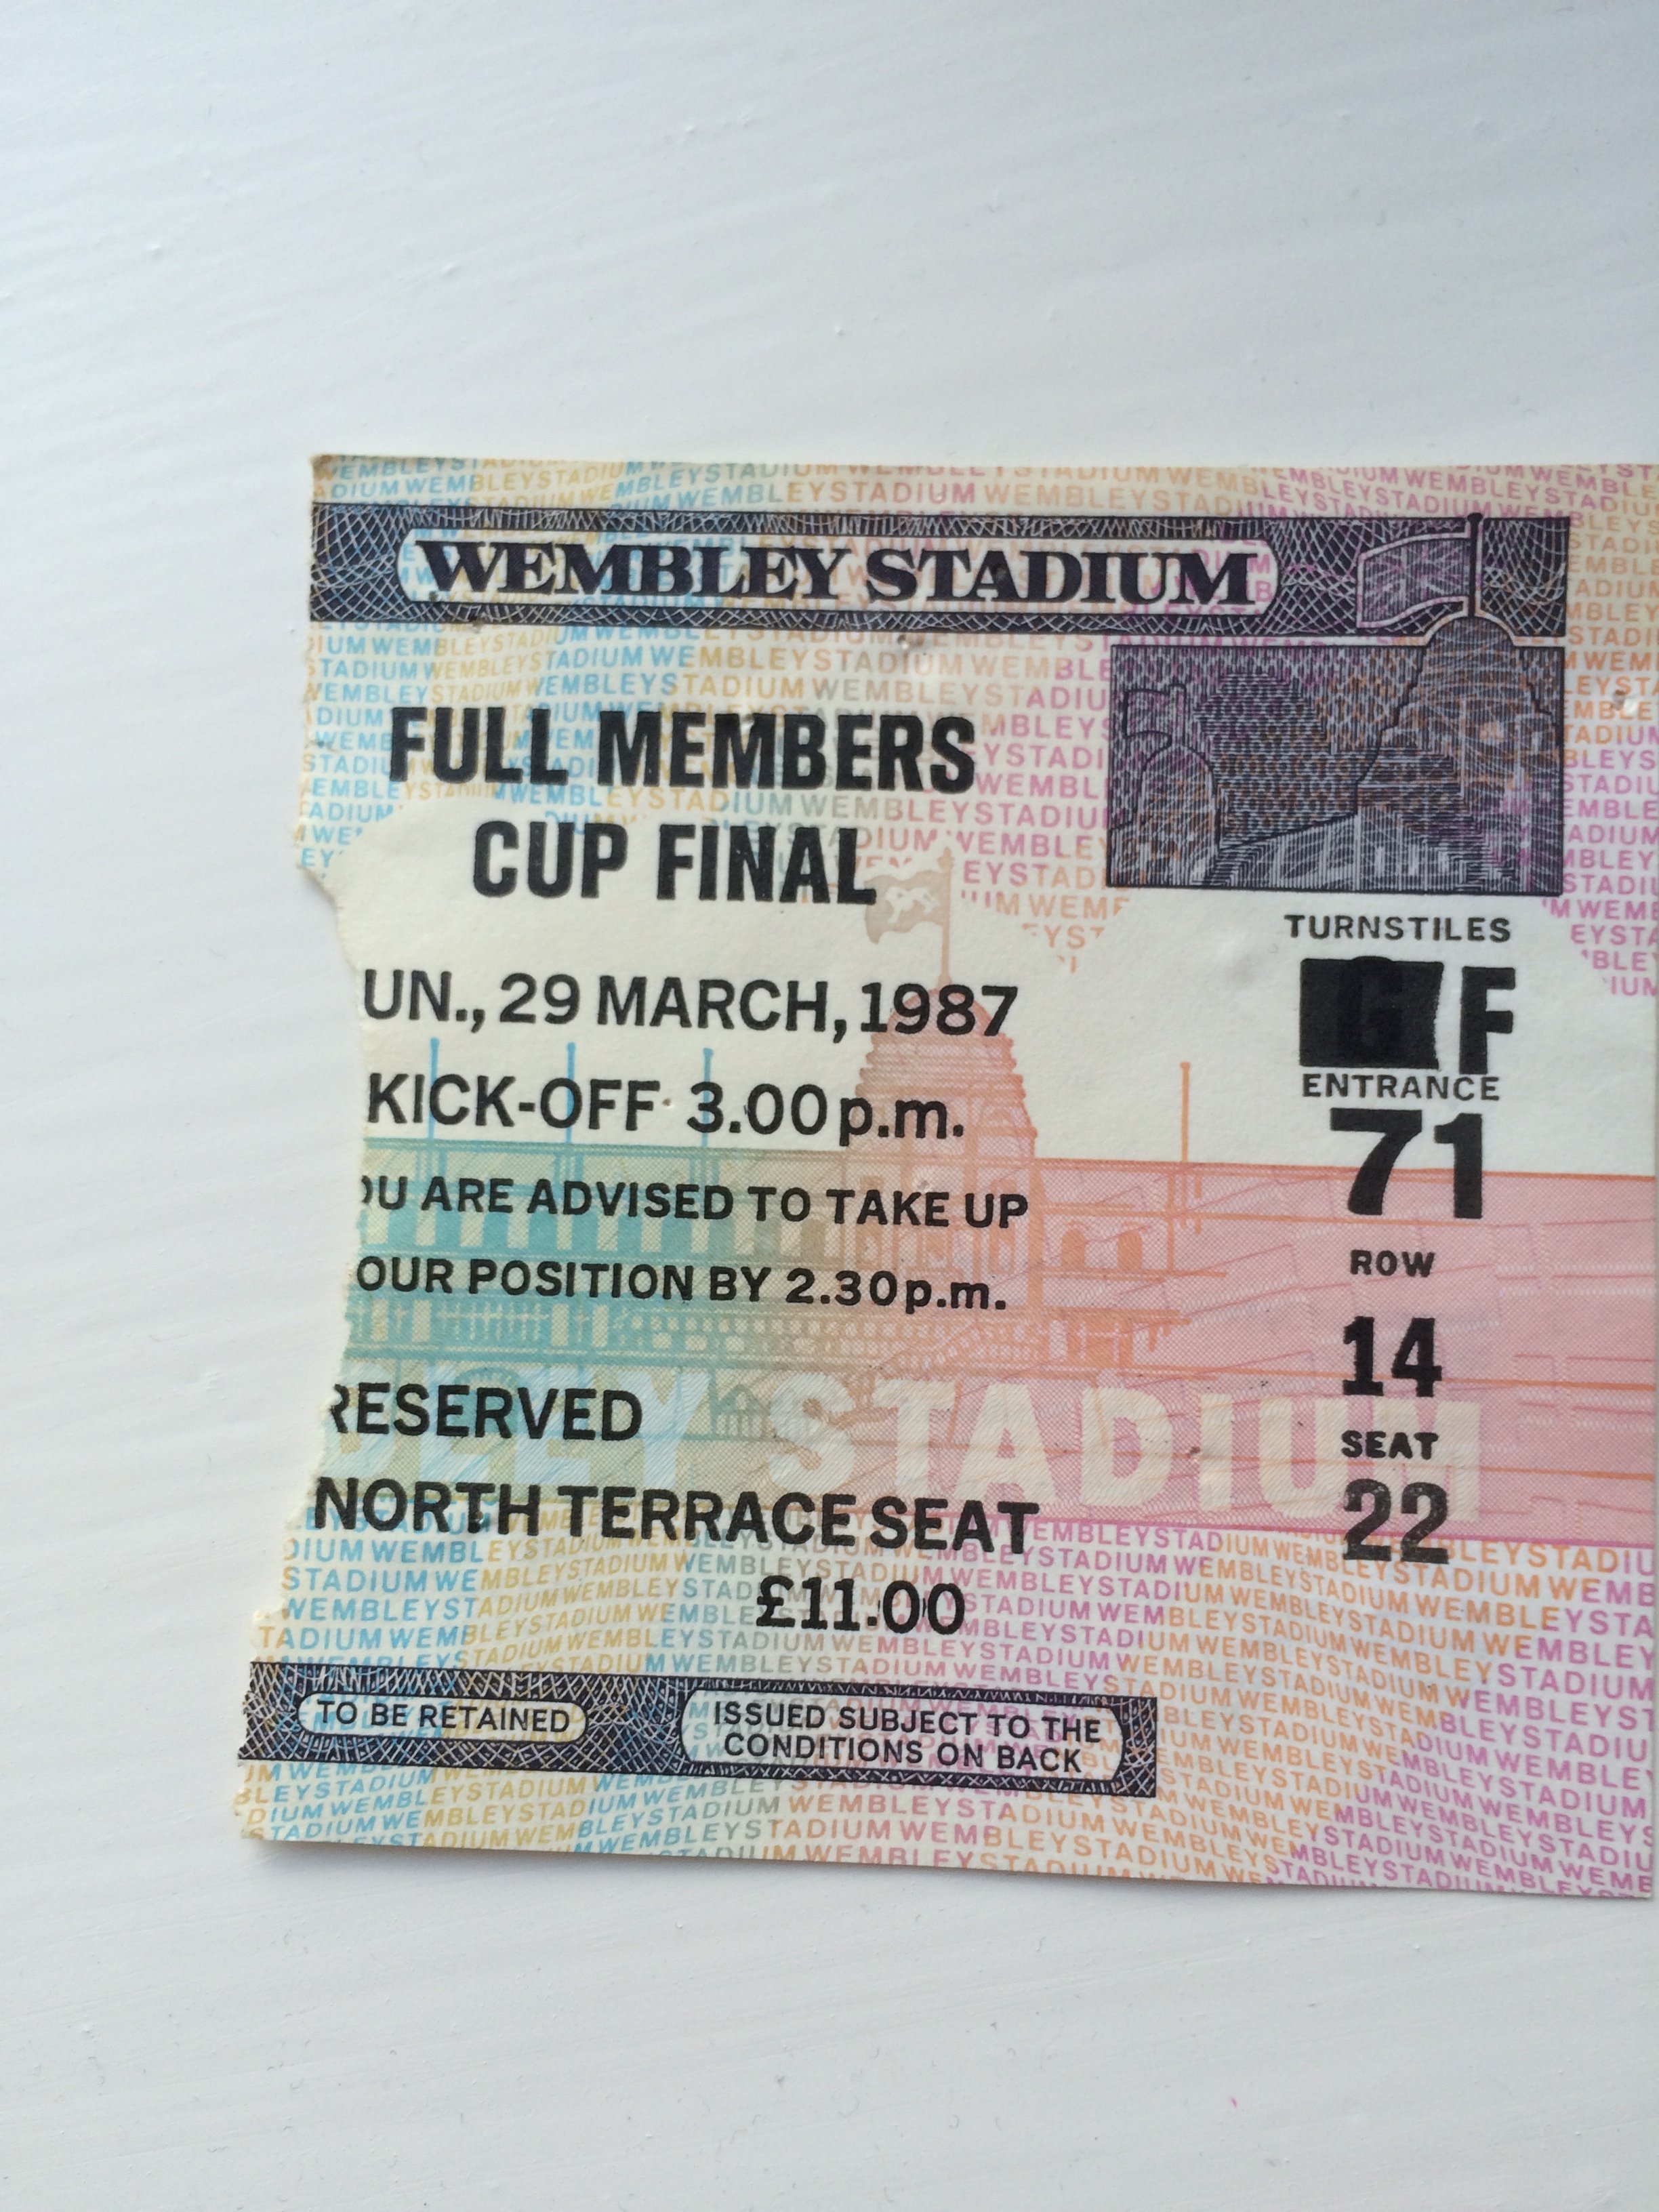 WEMBLEY STADIUM
FULL MEMBERS
CUP FINAL
UN., 29 MARCH, 1987
KICK-OFF 3.00 p.m.
OU ARE ADVISED TO TAKE UP
OUR POSITION BY 2.30 p.m.
RESERVED
NORTH TERRACE SEAT
£11.00
TURNSTILES
F
ENTRANCE
71
ROW
14
SEAT
22
TO BE RETAINED
ISSUED SUBJECT TO THE
CONDITIONS ON BACK